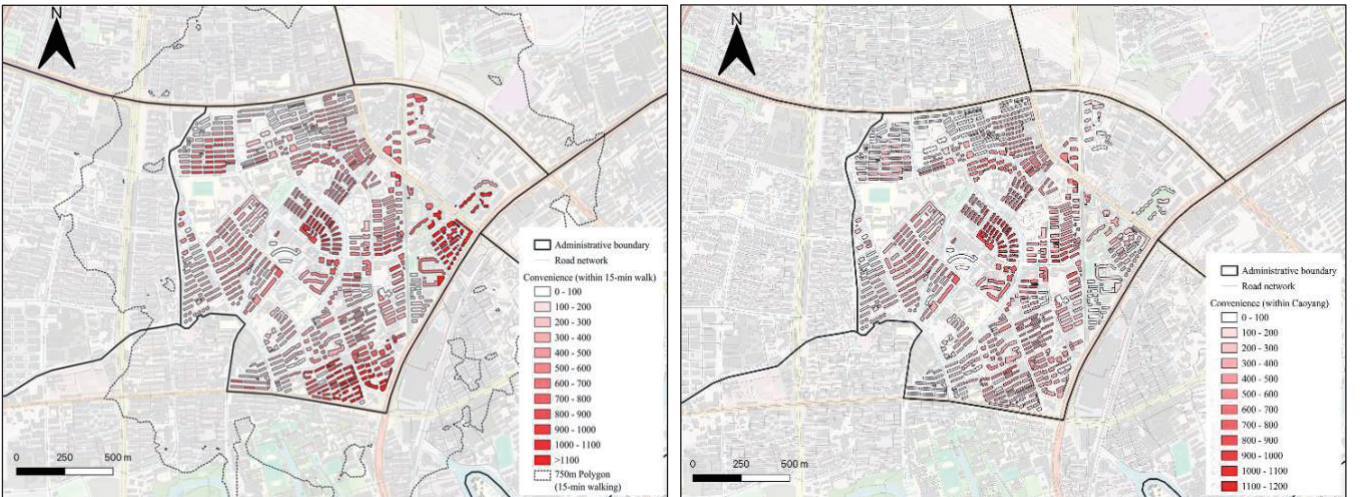 N
Administrative boundary
Road network
Convenience (within 15-min walk)
0 - 100
100 - 200
200 - 300
300 - 400
400 - 500
500 - 600
600 - 700
700 - 800
800 - 900
900 - 1000
1000 - 1100
>1100
750m Polygon
(15-min walking)
0 250 500 m
N
Administrative boundary
Road network
Convenience (within Caoyang)
0 - 100
100 - 200
200 - 300
300 - 400
400 - 500
500 - 600
600 - 700
700 - 800
800 - 900
900 - 1000
1000 - 1100
1100 - 1200
0 250 500 m